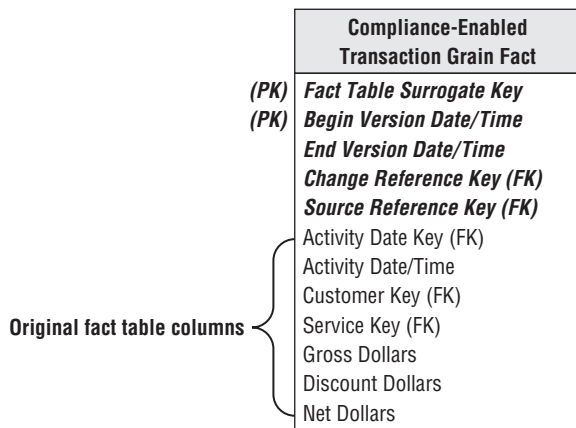 Compliance-Enabled
Transaction Grain Fact
(PK) Fact Table Surrogate Key
(PK) Begin Version Date/Time
End Version Date/Time
Change Reference Key (FK)
Source Reference Key (FK)
Activity Date Key (FK)
Activity Date/Time
Customer Key (FK)
Original fact table columns Service Key (FK)
Gross Dollars
Discount Dollars
Net Dollars